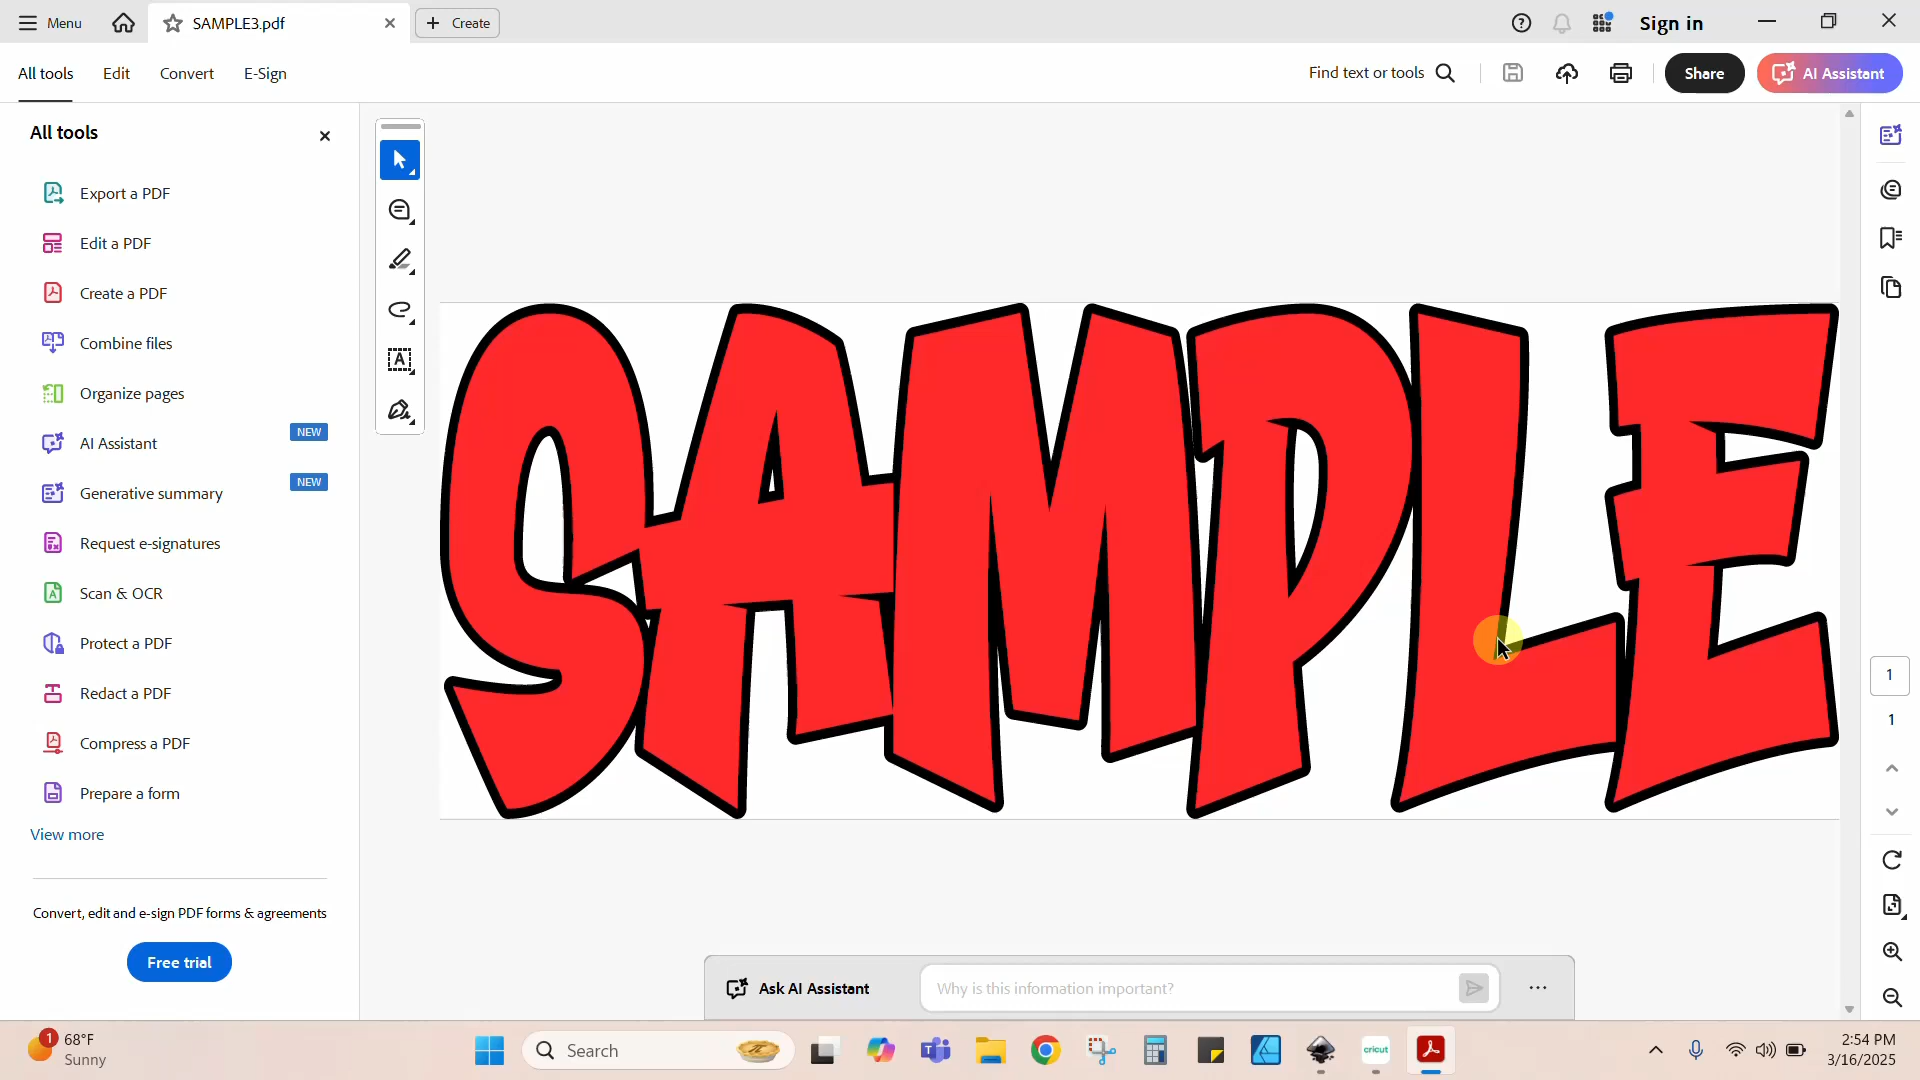 Menu
SAMPLE3.pdf
Create
Sign in
All tools
Edit
Convert
E-Sign
Find text or tools
Share
AI Assistant
All tools
Export a PDF
Edit a PDF
Create a PDF
Combine files
Organize pages
AI Assistant
NEW
Generative summary
NEW
Request e-signatures
Scan & OCR
Protect a PDF
Redact a PDF
Compress a PDF
Prepare a form
View more
Convert, edit and e-sign PDF forms & agreements
Free trial
SAMPLE
1
1
Ask AI Assistant
Why is this information important?
1
68°F
Sunny
Search
cricut
2:54 PM
3/16/2025